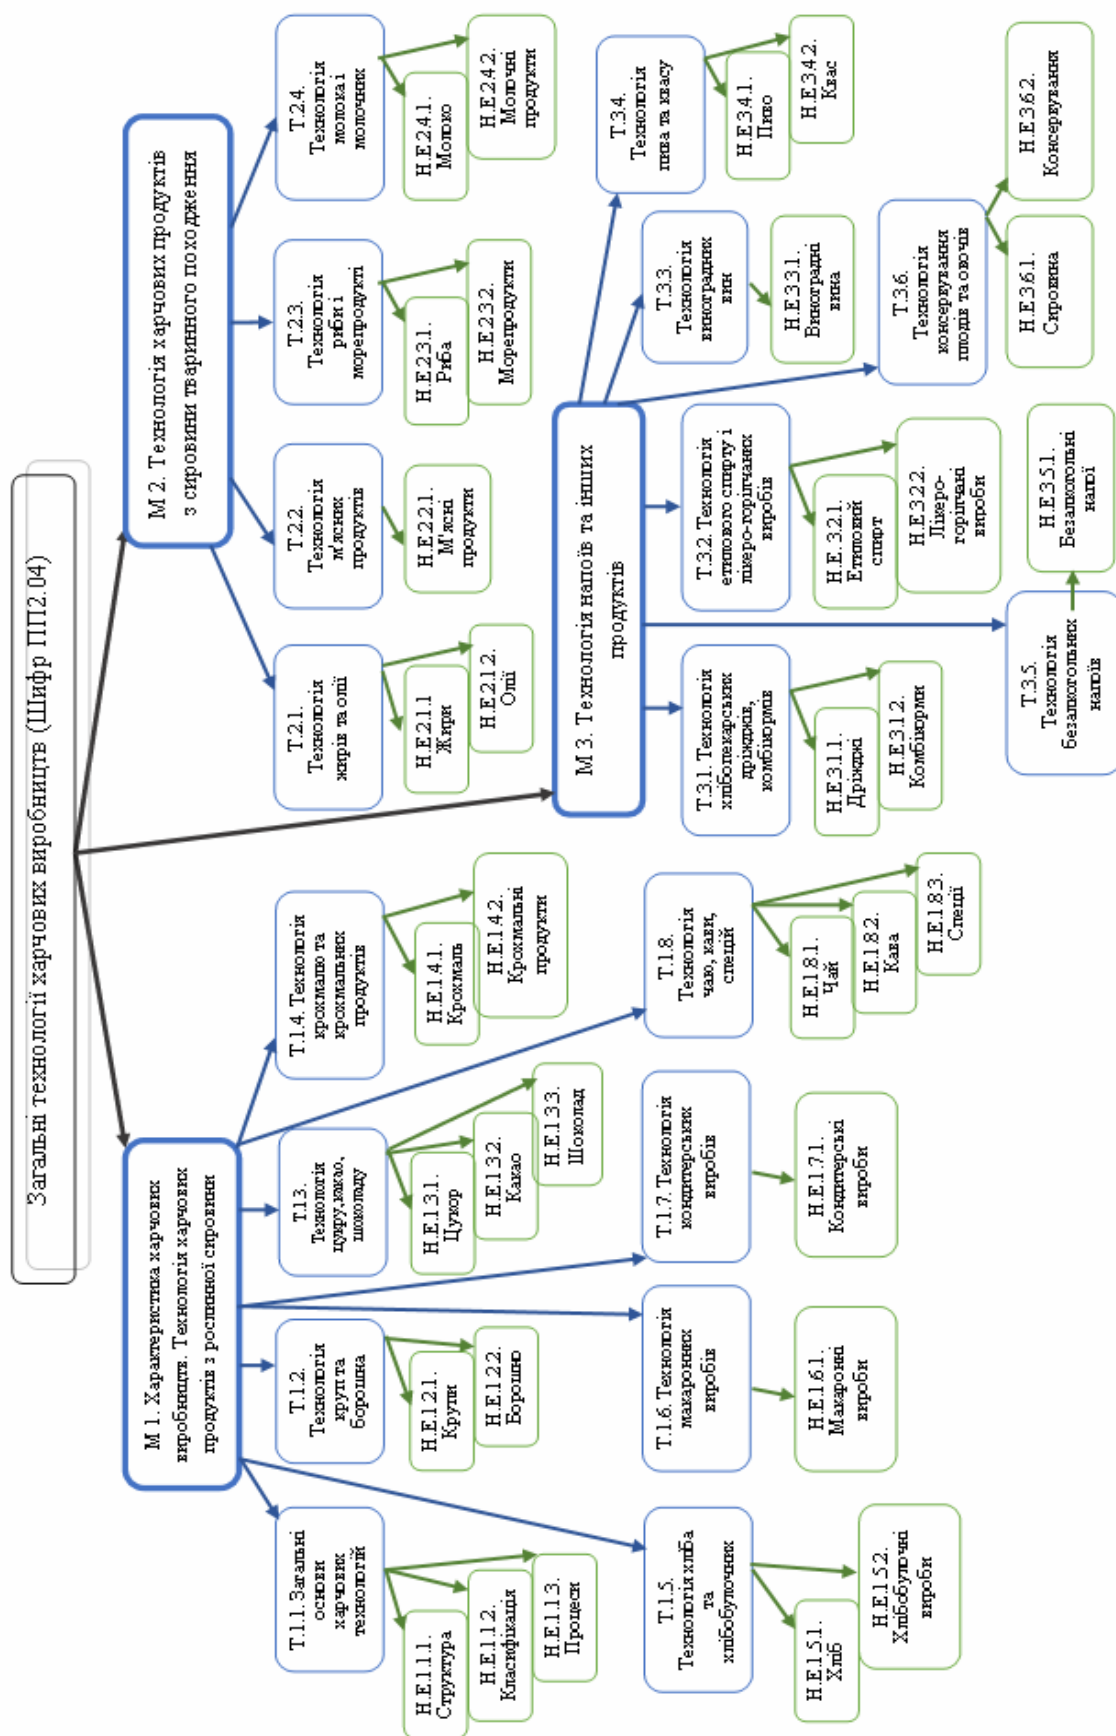 Загальні технології харчових виробництв (Шифр ПП2.04)
М 1. Характеристика харчових
виробництв. Технологія харчових
продуктів з рослинної сировини
М 2. Технологія харчових продуктів
з сировини тваринного походження
Т.1.1. Загальні
основи
харчових
технологій
Н.Е.1.1.1.
Структура
Н.Е.1.1.2.
Класифікація
Н.Е.1.1.3.
Процеси
Т.1.2.
Технологія
круп та
борошна
Н.Е.1.2.1.
Крупи
Н.Е.1.2.2.
Борошно
Т.1.3.
Технологія
цукру,какао,
шоколаду
Н.Е.1.3.1.
Цукор
Н.Е.1.3.2.
Какао
Н.Е.1.3.3.
Шоколад
Т.1.4. Технологія
крохмалю та
крохмальних
продуктів
Н.Е.1.4.1.
Крохмаль
Н.Е.1.4.2.
Крохмальні
продукти
Т.2.1.
Технологія
жирів та олії
Н.Е.2.1.1
Жири
Н.Е.2.1.2.
Олії
Т.2.2.
Технологія
м'ясних
продуктів
Н.Е.2.2.1.
М'ясні
продукти
Т.2.3.
Технологія
риби і
морепродукті
Н.Е.2.3.1.
Риба
Н.Е.2.3.2.
Морепродукти
Т.2.4.
Технологія
молока і
молочних
Н.Е.2.4.1.
Молоко
Н.Е.2.4.2.
Молочні
продукти
М 3. Технологія напоїв та інших
продуктів
Т.1.5.
Технологія хліба
та
хлібобулочних
Н.Е.1.5.1.
Хліб
Н.Е.1.5.2.
Хлібобулочні
вироби
Т.1.6. Технологія
макаронних
виробів
Н.Е.1.6.1.
Макаронні
вироби
Т.1.7. Технологія
кондитерських
виробів
Н.Е.1.7.1.
Кондитерські
вироби
Т.1.8.
Технологія
чаю, кави,
спецій
Н.Е.1.8.1.
Чай
Н.Е.1.8.2.
Кава
Н.Е.1.8.3.
Спеції
Т.3.1. Технологія
хлібопекарських
дріжджів,
комбікормів
Н.Е.3.1.1.
Дріжджі
Н.Е.3.1.2.
Комбікорми
Т.3.2. Технологія
етилового спирту і
лікеро-горілчаних
виробів
Н.Е.3.2.1.
Етиловий
спирт
Н.Е.3.2.2.
Лікеро-
горілчані
вироби
Т.3.3.
Технологія
виноградних
вин
Н.Е.3.3.1.
Виноградні
вина
Т.3.4.
Технологія
пива та квасу
Н.Е.3.4.1.
Пиво
Н.Е.3.4.2.
Квас
Т.3.5.
Технологія
безалкогольних
напоїв
Н.Е.3.5.1.
Безалкогольні
напої
Т.3.6.
Технологія
консервування
плодів та овочів
Н.Е.3.6.1.
Сировина
Н.Е.3.6.2.
Консервування